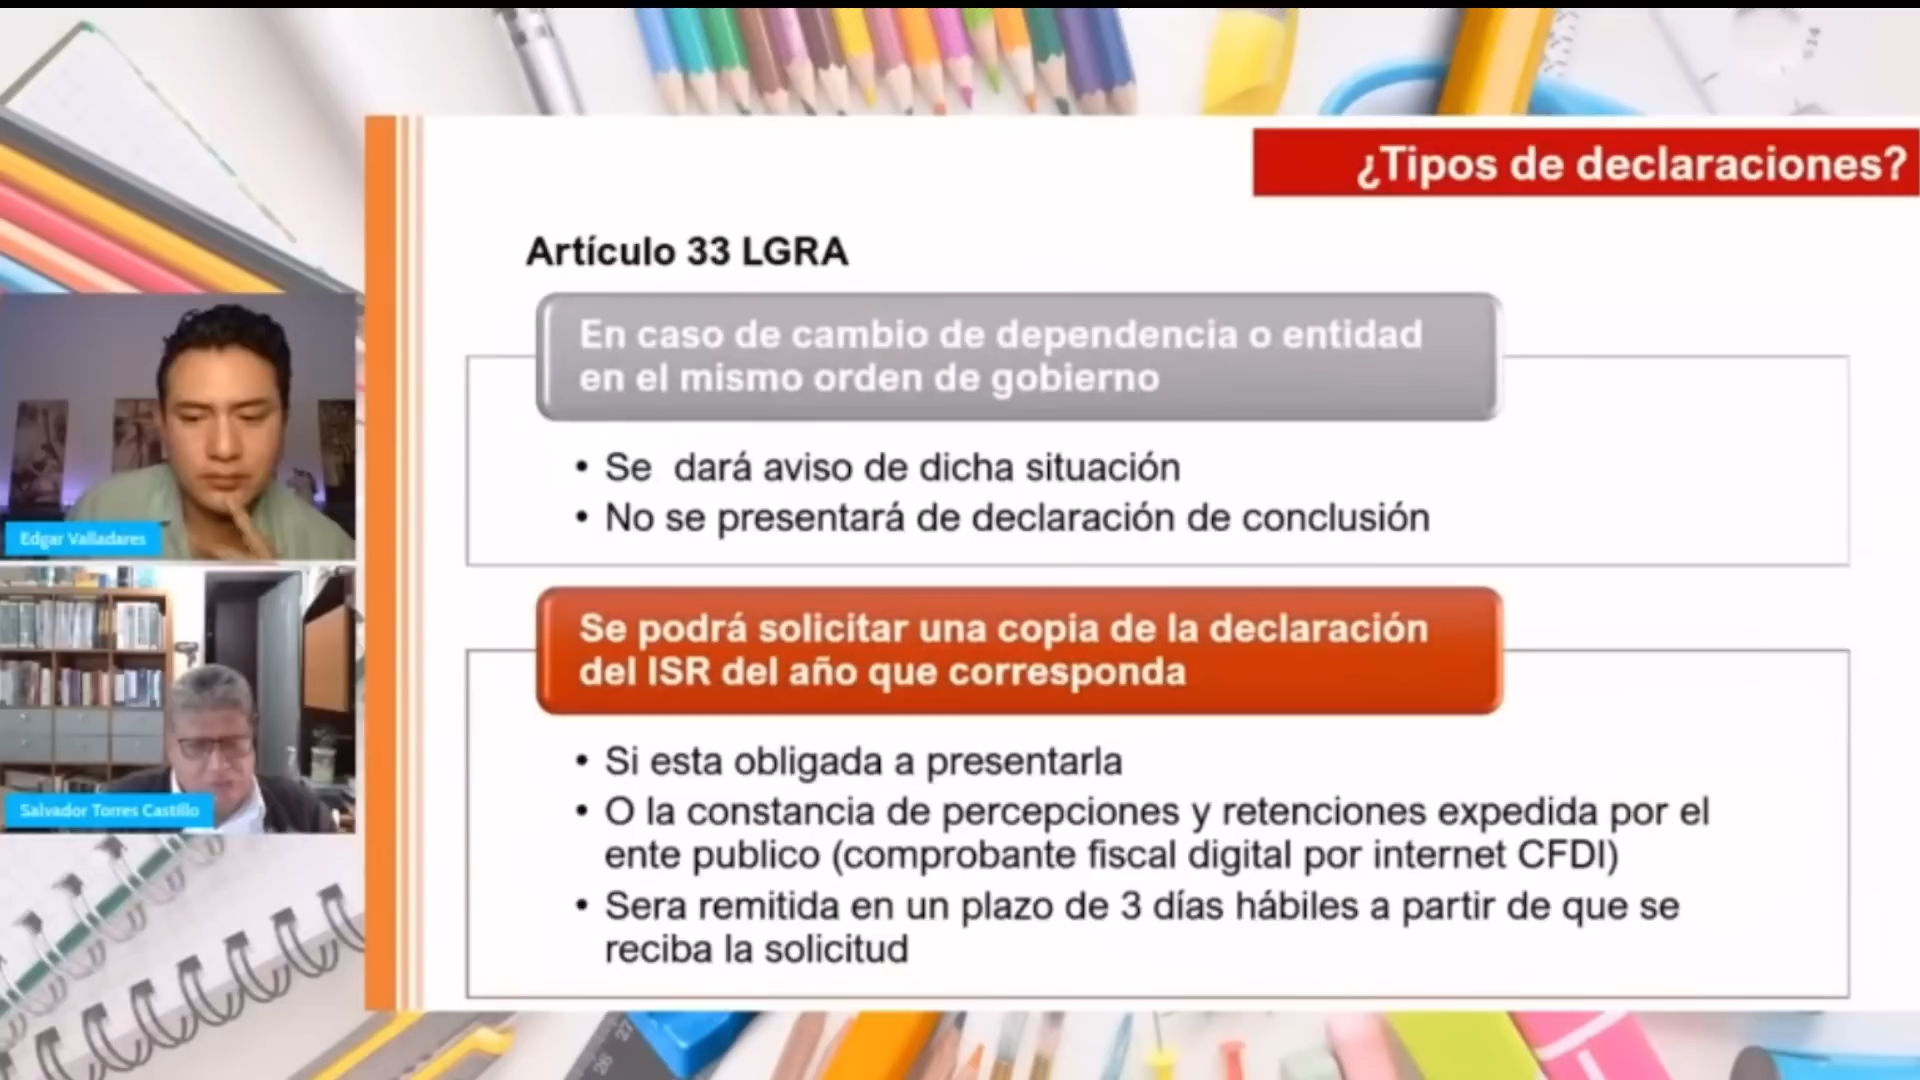 ¿Tipos de declaraciones?
Artículo 33 LGRA
En caso de cambio de dependencia o entidad
en el mismo orden de gobierno
• Se dará aviso de dicha situación
• No se presentará de declaración de conclusión
Se podrá solicitar una copia de la declaración
del ISR del año que corresponda
• Si esta obligada a presentarla
• O la constancia de percepciones y retenciones expedida por el
ente publico (comprobante fiscal digital por internet CFDI)
• Sera remitida en un plazo de 3 días hábiles a partir de que se
reciba la solicitud
Edgar Valladares
Salvador Torres Castillo
26
27